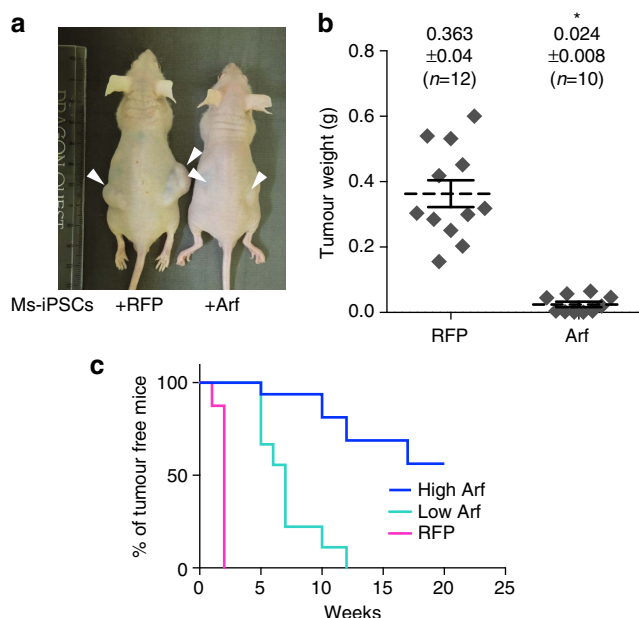 a
DRAGON QUEST
Ms-iPSCs +RFP +Arf
b
*
0.363 0.024
±0.04 ±0.008
(n=12) (n=10)
Tumour weight (g)
0.8
0.6
0.4
0.2
0.0
RFP Arf
c
% of tumour free mice
100
50
0
High Arf
Low Arf
RFP
0 5 10 15 20 25
Weeks